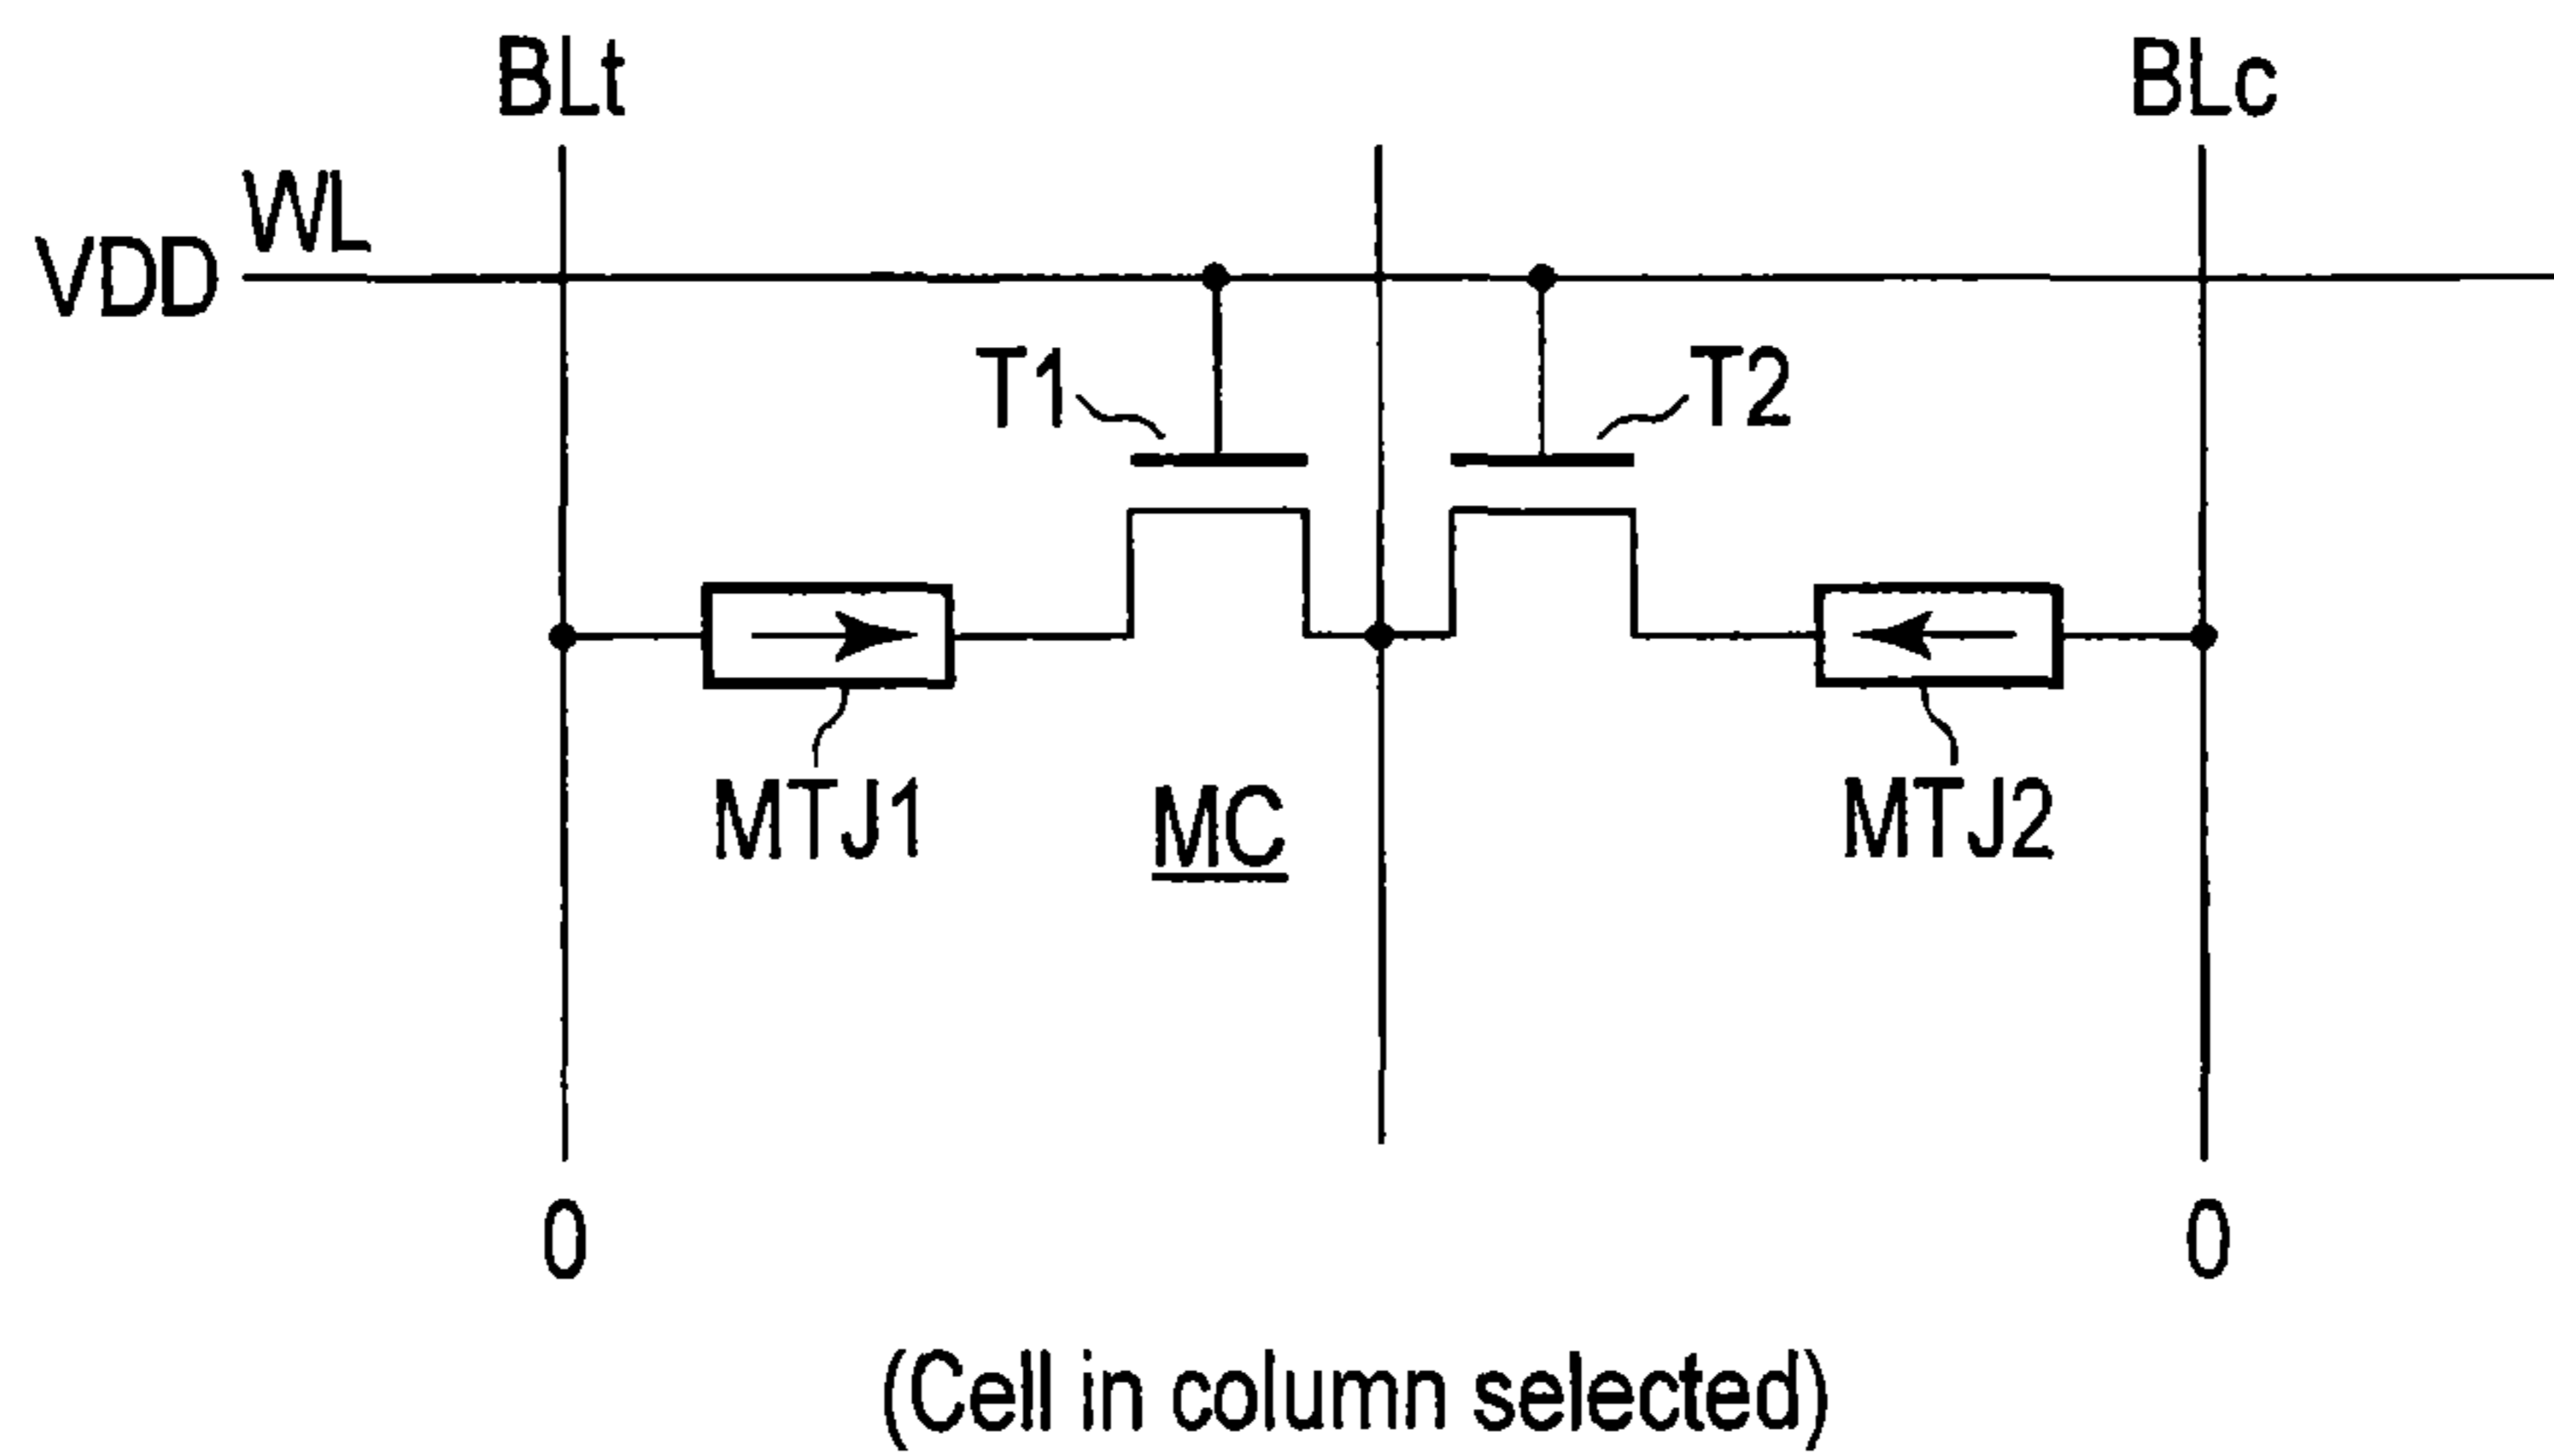 BLt
BLc
WL
VDD
T1
T2
MTJ1
MC
MTJ2
0
0
(Cell in column selected)